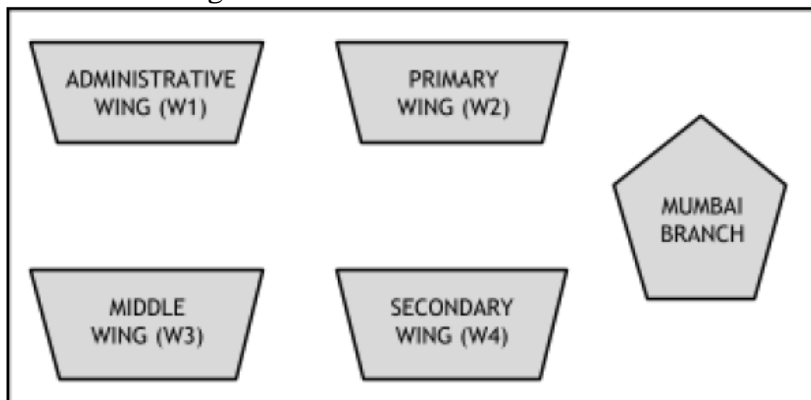 ADMINISTRATIVE
WING (W1)
PRIMARY
WING (W2)
MUMBAI
BRANCH
MIDDLE
WING (W3)
SECONDARY
WING (W4)